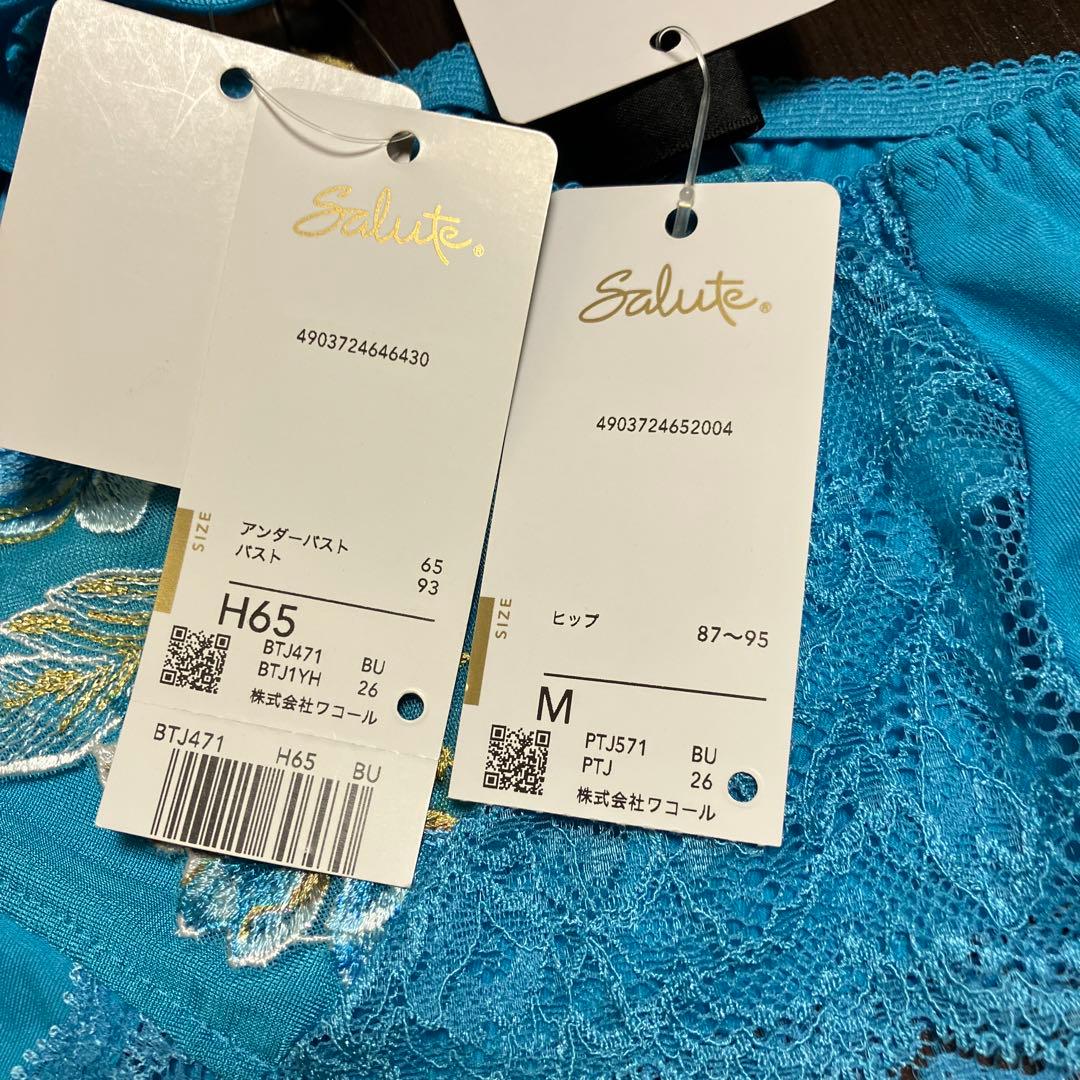 Salute®
4903724646430
SIZE
アンダーバスト 65
バスト 93
H65
BTJ471 BU
BTJ1YH 26
株式会社ワコール
BTJ471 H65 BU
Salute®
4903724652004
SIZE
ヒップ 87～95
M
PTJ571 BU
PTJ 26
株式会社ワコール